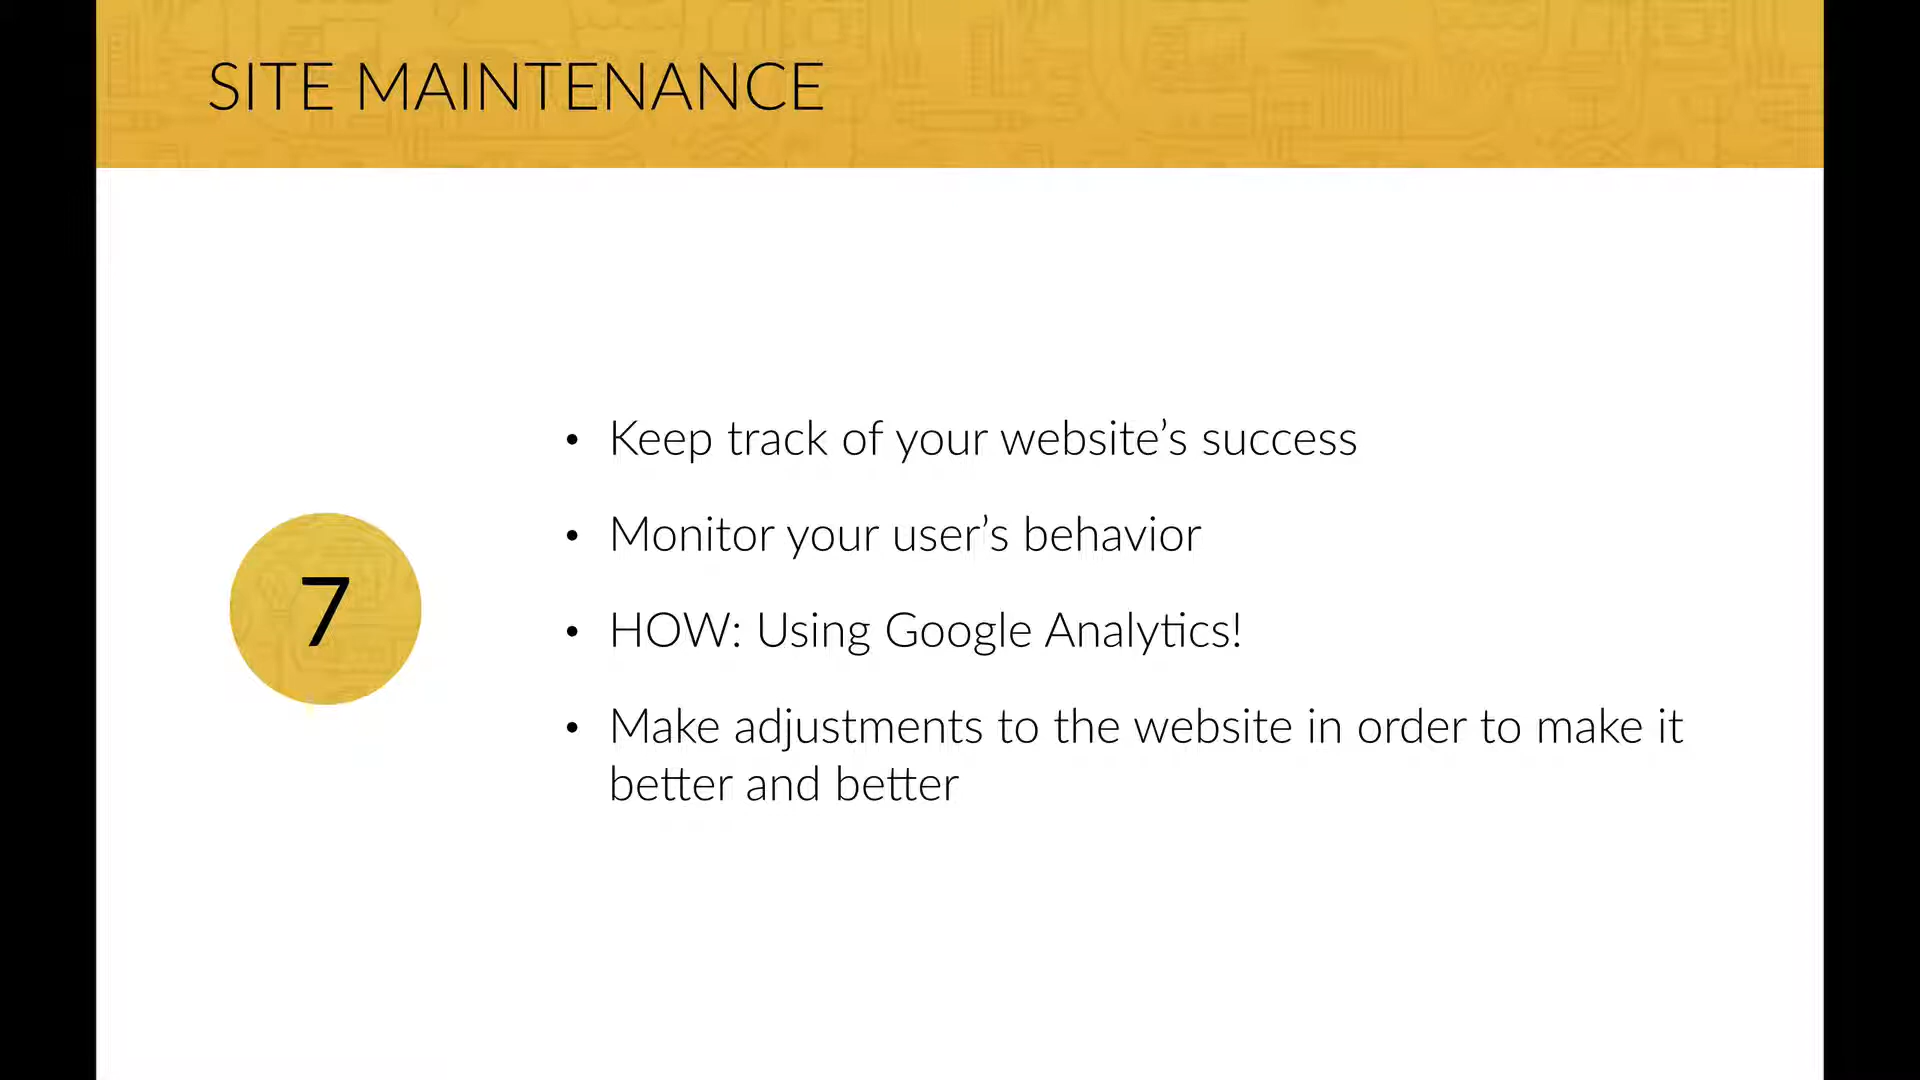 SITE MAINTENANCE
• Keep track of your website’s success
• Monitor your user’s behavior
7
• HOW: Using Google Analytics!
• Make adjustments to the website in order to make it
better and better